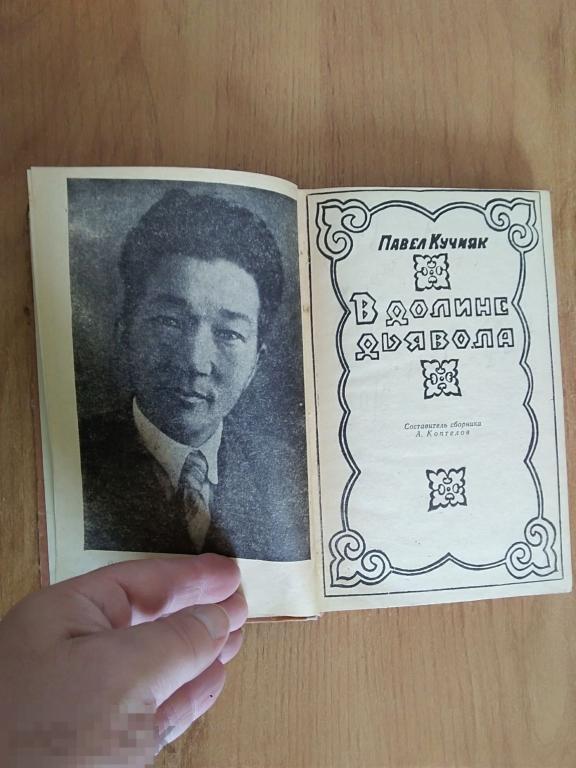 Павел Кучияк
В долине
дьявола
Составитель сборника
А. Коптелов